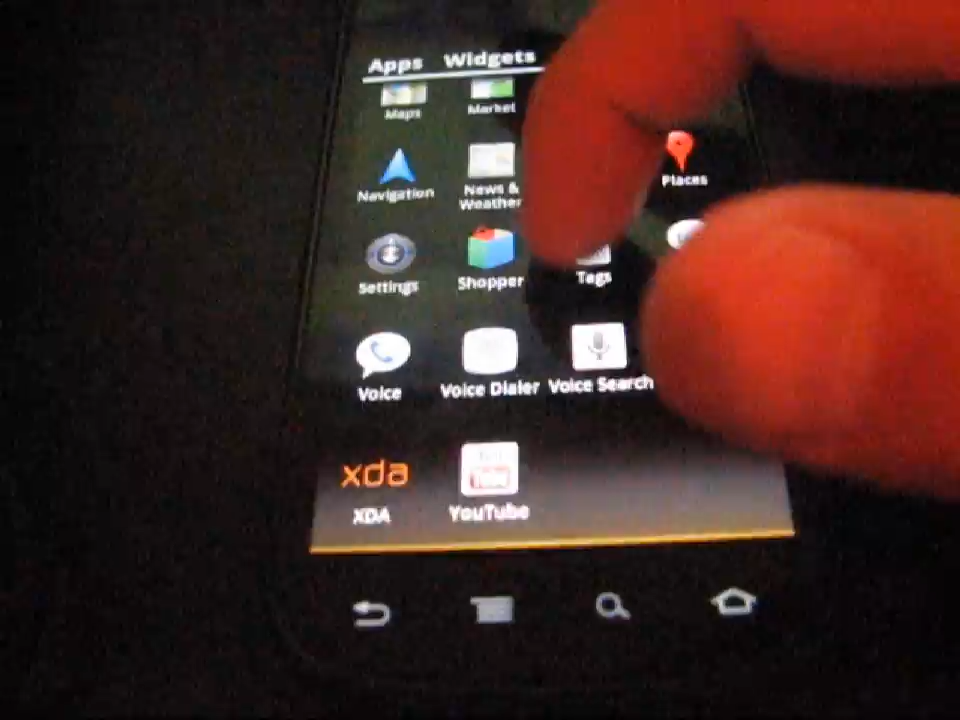 Apps Widgets
Maps Market
Places
Navigation News &
Weather
Settings Shopper Tags
Voice Voice Dialer Voice Search
xda Tube
XDA YouTube